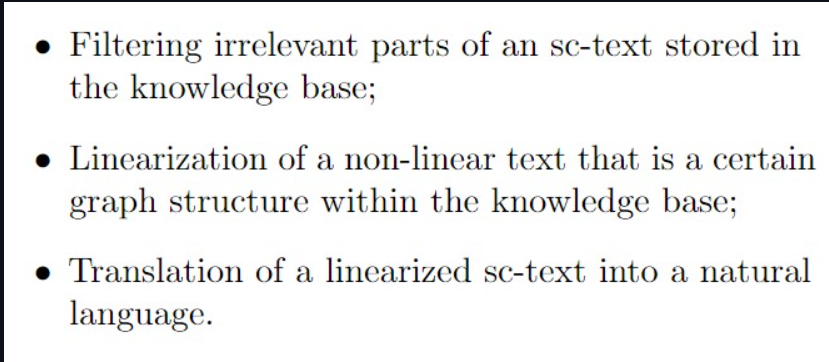 • Filtering irrelevant parts of an sc-text stored in
the knowledge base;
• Linearization of a non-linear text that is a certain
graph structure within the knowledge base;
• Translation of a linearized sc-text into a natural
language.